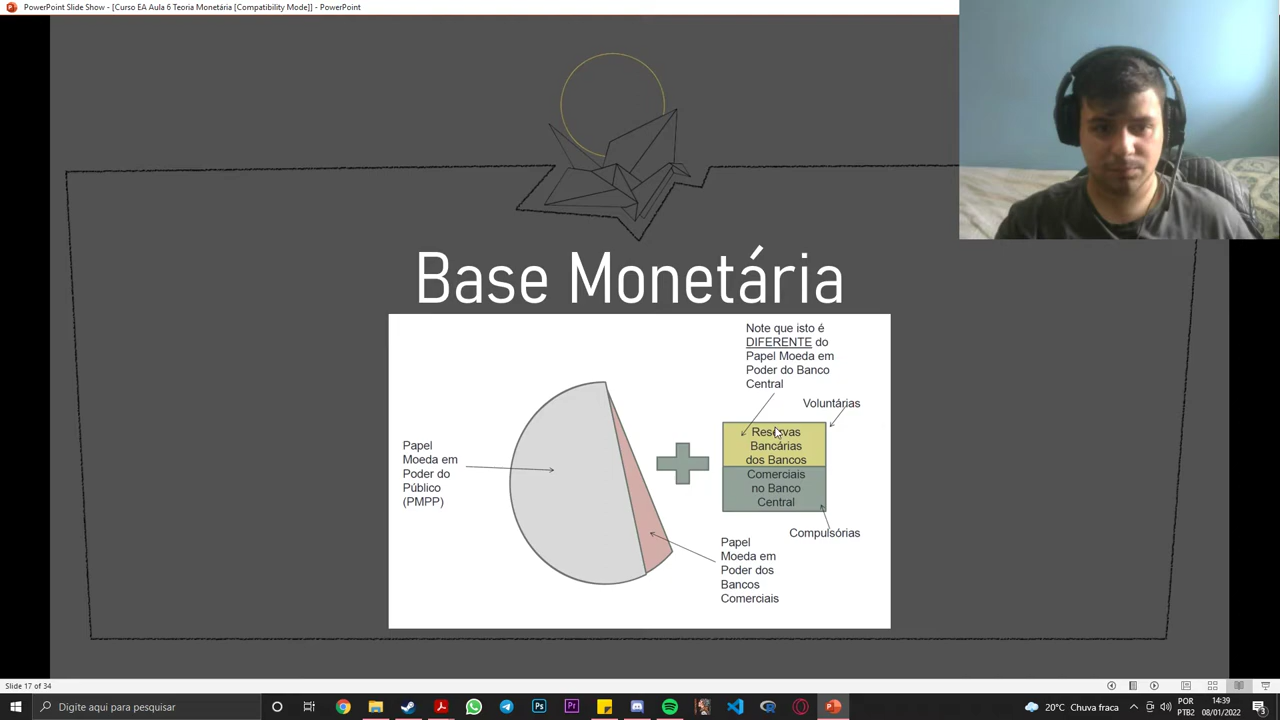 PowerPoint Slide Show - [Curso EA Aula 6 Teoria Monetária [Compatibility Mode]] - PowerPoint
Base Monetária
Note que isto é
DIFERENTE do
Papel Moeda em
Poder do Banco
Central
Voluntárias
Papel
Moeda em
Poder do
Público
(PMPP)
Reservas
Bancárias
dos Bancos
Comerciais
no Banco
Central
Compulsórias
Papel
Moeda em
Poder dos
Bancos
Comerciais
Slide 17 of 34
Digite aqui para pesquisar
Ps
Pr
20°C Chuva fraca
POR
PTB2
14:39
08/01/2022
3